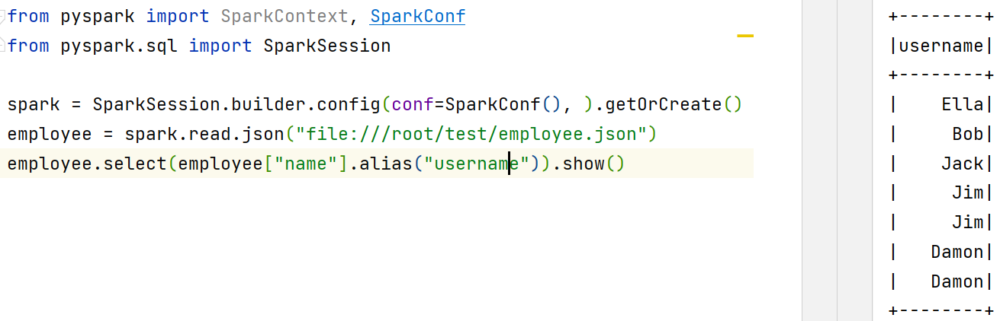 from pyspark import SparkContext, SparkConf
from pyspark.sql import SparkSession
spark = SparkSession.builder.config(conf=SparkConf(), ).getOrCreate()
employee = spark.read.json("file:///root/test/employee.json")
employee.select(employee["name"].alias("username")).show()
+--------+
|username|
+--------+
|    Ella|
|     Bob|
|    Jack|
|     Jim|
|     Jim|
|   Damon|
|   Damon|
+--------+